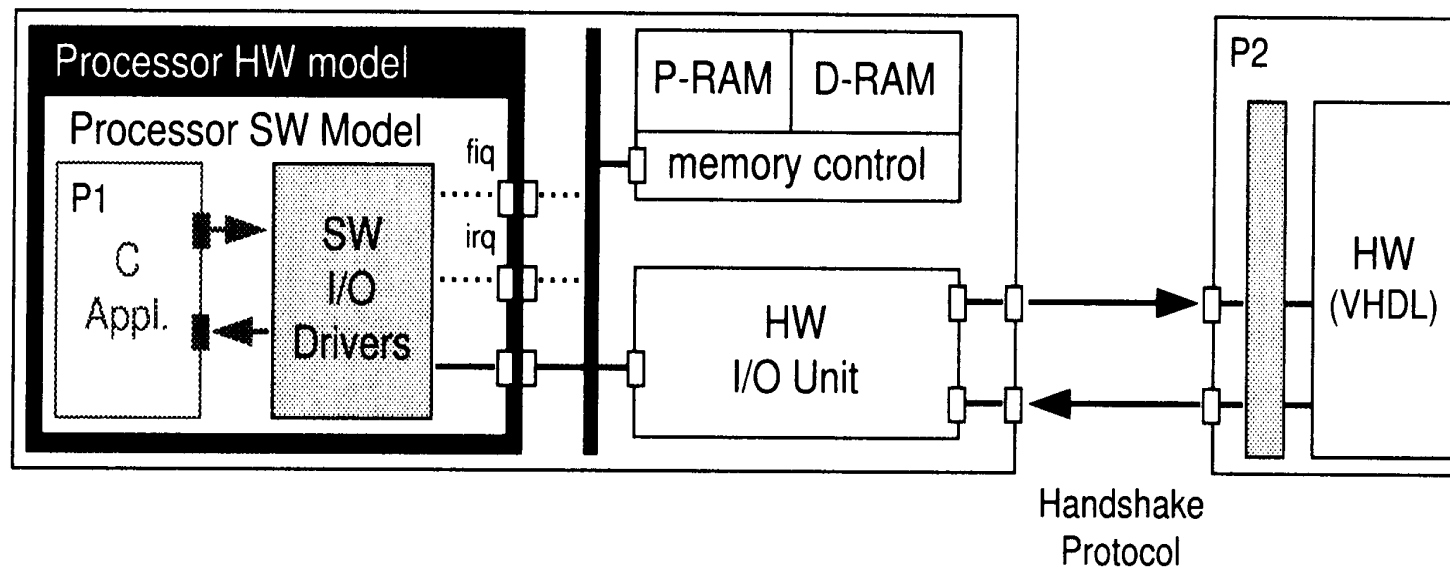 Processor HW model
Processor SW Model
P1
C
Appl.
SW
I/O
Drivers
fiq
irq
P-RAM
D-RAM
memory control
HW
I/O Unit
Handshake
Protocol
P2
HW
(VHDL)